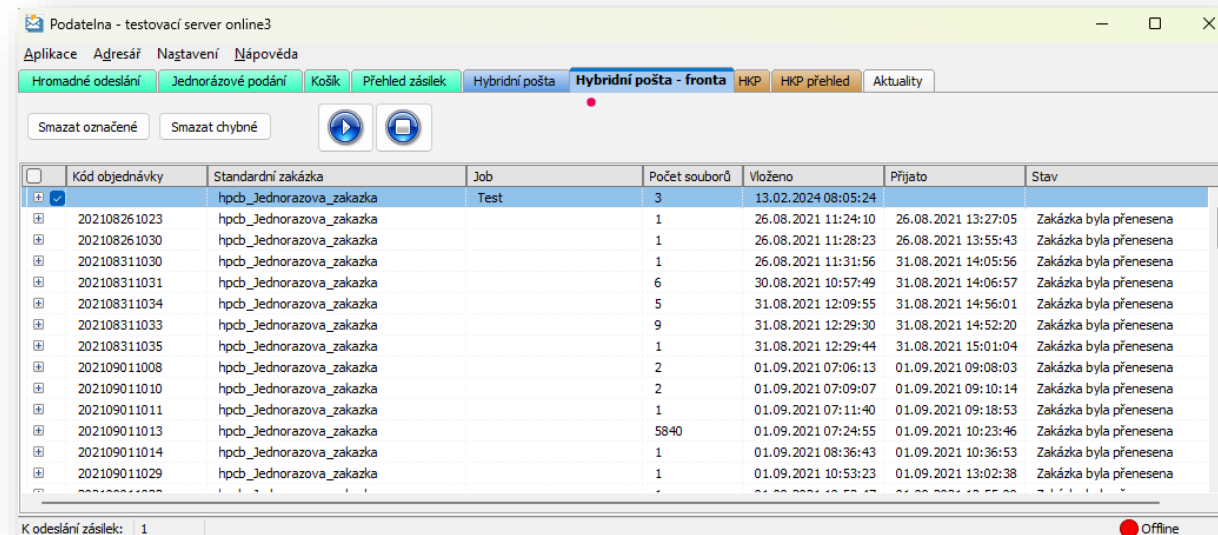 Podatelna - testovací server online3
Aplikace Adresář Nastavení Nápověda
Hromadné odeslání Jednorázové podání Košík Přehled zásilek Hybridní pošta Hybridní pošta - fronta HKP HKP přehled Aktuality
Smazat označené Smazat chybné
Kód objednávky Standardní zakázka Job Počet souborů Vloženo Přijato Stav
hpcb_Jednorazova_zakazka Test 3 13.02.2024 08:05:24
202108261023 hpcb_Jednorazova_zakazka 1 26.08.2021 11:24:10 26.08.2021 13:27:05 Zakázka byla přenesena
202108261030 hpcb_Jednorazova_zakazka 1 26.08.2021 11:28:23 26.08.2021 13:55:43 Zakázka byla přenesena
202108311030 hpcb_Jednorazova_zakazka 1 26.08.2021 11:31:56 31.08.2021 14:05:56 Zakázka byla přenesena
202108311031 hpcb_Jednorazova_zakazka 6 30.08.2021 10:57:49 31.08.2021 14:06:57 Zakázka byla přenesena
202108311034 hpcb_Jednorazova_zakazka 5 31.08.2021 12:09:55 31.08.2021 14:56:01 Zakázka byla přenesena
202108311033 hpcb_Jednorazova_zakazka 9 31.08.2021 12:29:30 31.08.2021 14:52:20 Zakázka byla přenesena
202108311035 hpcb_Jednorazova_zakazka 1 31.08.2021 12:29:44 31.08.2021 15:01:04 Zakázka byla přenesena
202109011008 hpcb_Jednorazova_zakazka 2 01.09.2021 07:06:13 01.09.2021 09:08:03 Zakázka byla přenesena
202109011010 hpcb_Jednorazova_zakazka 2 01.09.2021 07:09:07 01.09.2021 09:10:14 Zakázka byla přenesena
202109011011 hpcb_Jednorazova_zakazka 1 01.09.2021 07:11:40 01.09.2021 09:18:53 Zakázka byla přenesena
202109011013 hpcb_Jednorazova_zakazka 5840 01.09.2021 07:24:55 01.09.2021 10:23:46 Zakázka byla přenesena
202109011014 hpcb_Jednorazova_zakazka 1 01.09.2021 08:36:43 01.09.2021 10:36:53 Zakázka byla přenesena
202109011029 hpcb_Jednorazova_zakazka 1 01.09.2021 10:53:23 01.09.2021 13:02:38 Zakázka byla přenesena
K odeslání zásilek: 1 Offline